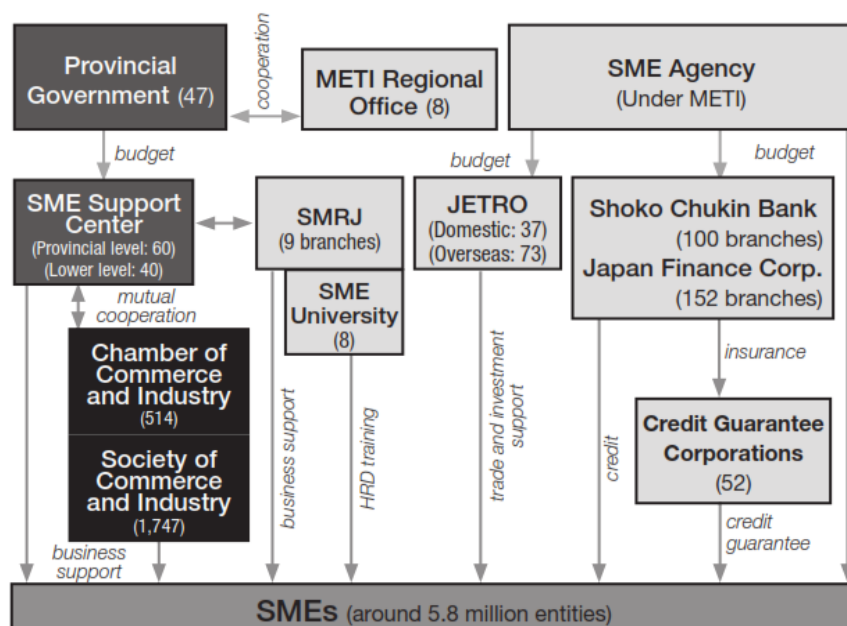 Provincial
Government (47)
cooperation
METI Regional
Office (8)
SME Agency
(Under METI)
budget
budget
budget
SME Support
Center
(Provincial level: 60)
(Lower level: 40)
SMRJ
(9 branches)
SME
University
(8)
JETRO
(Domestic: 37)
(Overseas: 73)
Shoko Chukin Bank
(100 branches)
Japan Finance Corp.
(152 branches)
mutual
cooperation
Chamber of
Commerce
and Industry
(514)
Society of
Commerce
and Industry
(1,747)
business support
HRD training
trade and investment
support
credit
insurance
Credit Guarantee
Corporations
(52)
credit
guarantee
business
support
SMEs (around 5.8 million entities)